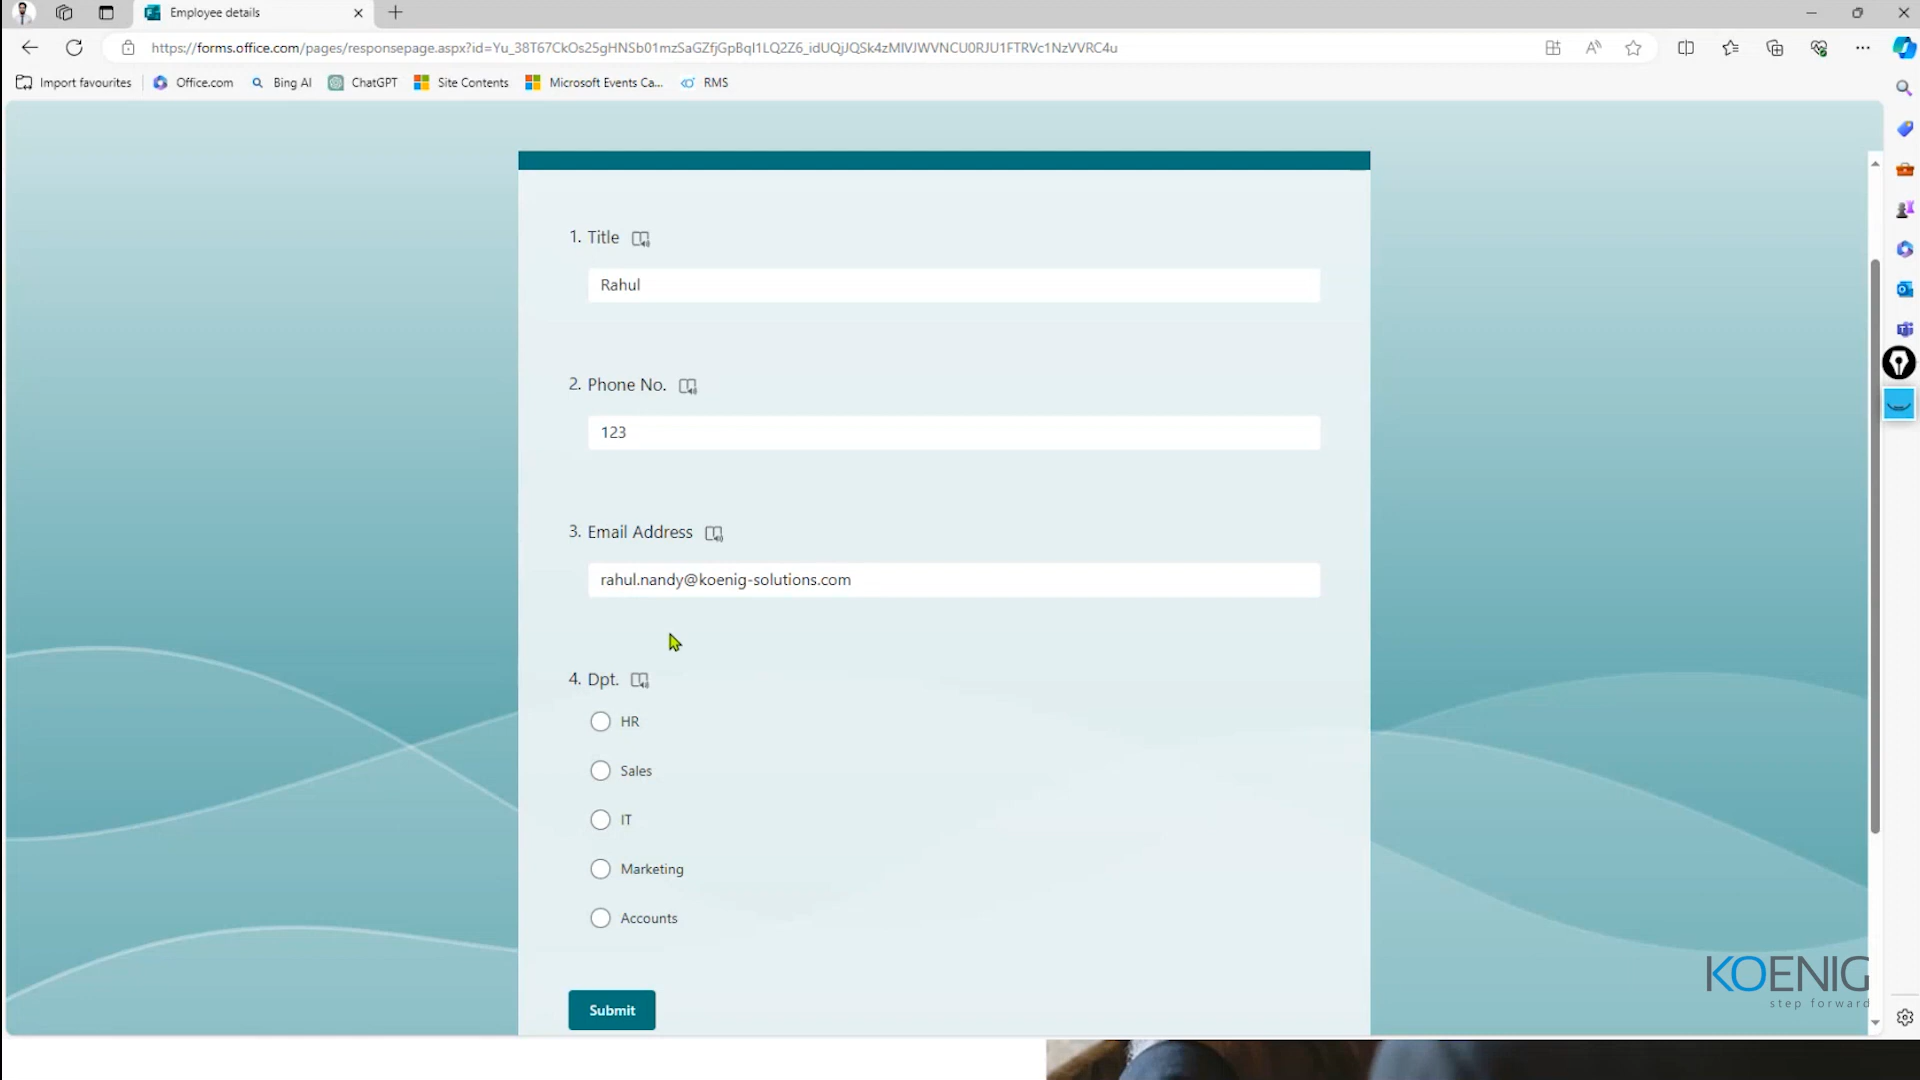 Employee details
https://forms.office.com/pages/responsepage.aspx?id=Yu_38T67CkOs25gHNSb01mzSaGZfjGpBqI1LQ2Z6_idUQjJQSk4zMlVJWVNCU0RJU1FTRVc1NzVVRC4u
Import favourites Office.com Bing AI ChatGPT Site Contents Microsoft Events Ca... RMS
1. Title
Rahul
2. Phone No.
123
3. Email Address
rahul.nandy@koenig-solutions.com
4. Dpt.
HR
Sales
IT
Marketing
Accounts
Submit
KOENIG
step forward